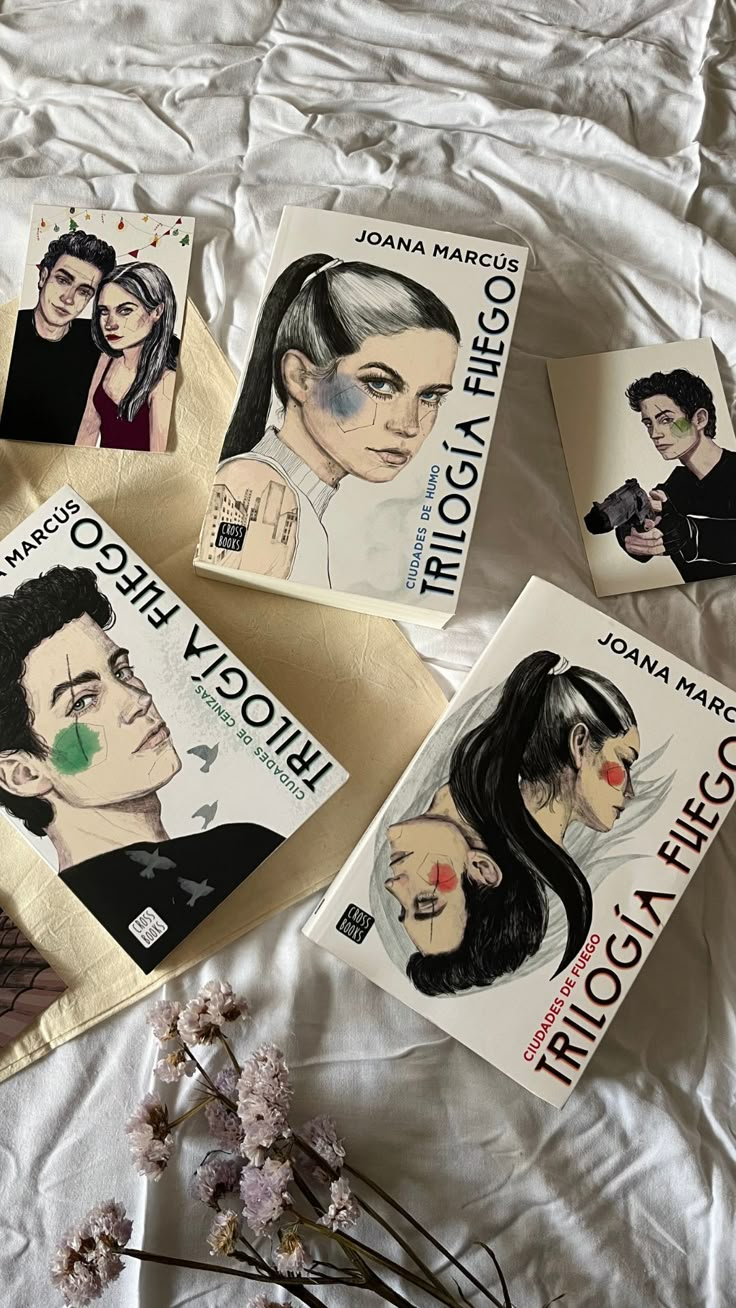 JOANA MARCÚS
CIUDADES DE HUMO
TRILOGÍA FUEGO
CROSS
BOOKS
MARCÚS
TRILOGÍA FUEGO
CIUDADES DE CENIZAS
CROSS
BOOKS
JOANA MARC
CIUDADES DE FUEGO
TRILOGÍA FUEGO
CROSS
BOOKS